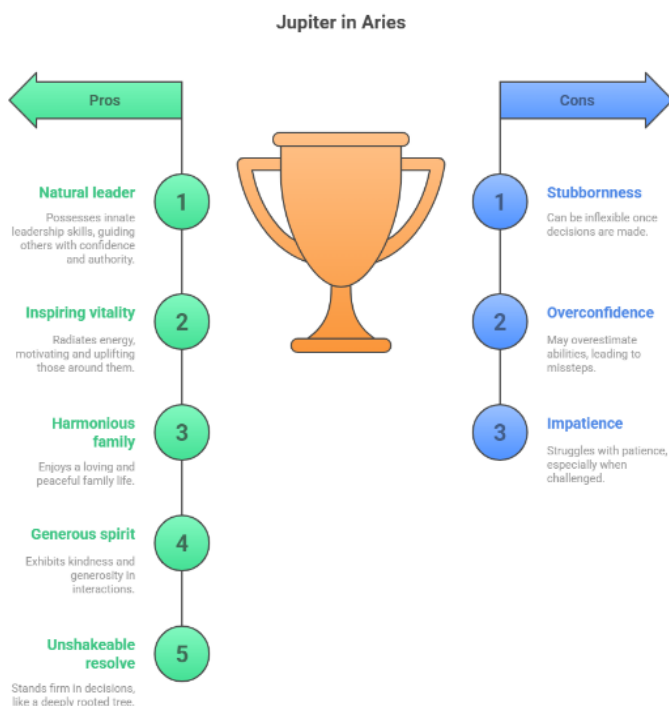 Jupiter in Aries
Pros
1
Natural leader
Possesses innate
leadership skills, guiding
others with confidence
and authority.
2
Inspiring vitality
Radiates energy,
motivating and uplifting
those around them.
3
Harmonious
family
Enjoys a loving and
peaceful family life.
4
Generous spirit
Exhibits kindness and
generosity in
interactions.
5
Unshakeable
resolve
Stands firm in decisions,
like a deeply rooted tree.
Cons
1
Stubbornness
Can be inflexible once
decisions are made.
2
Overconfidence
May overestimate
abilities, leading to
missteps.
3
Impatience
Struggles with patience,
especially when
challenged.